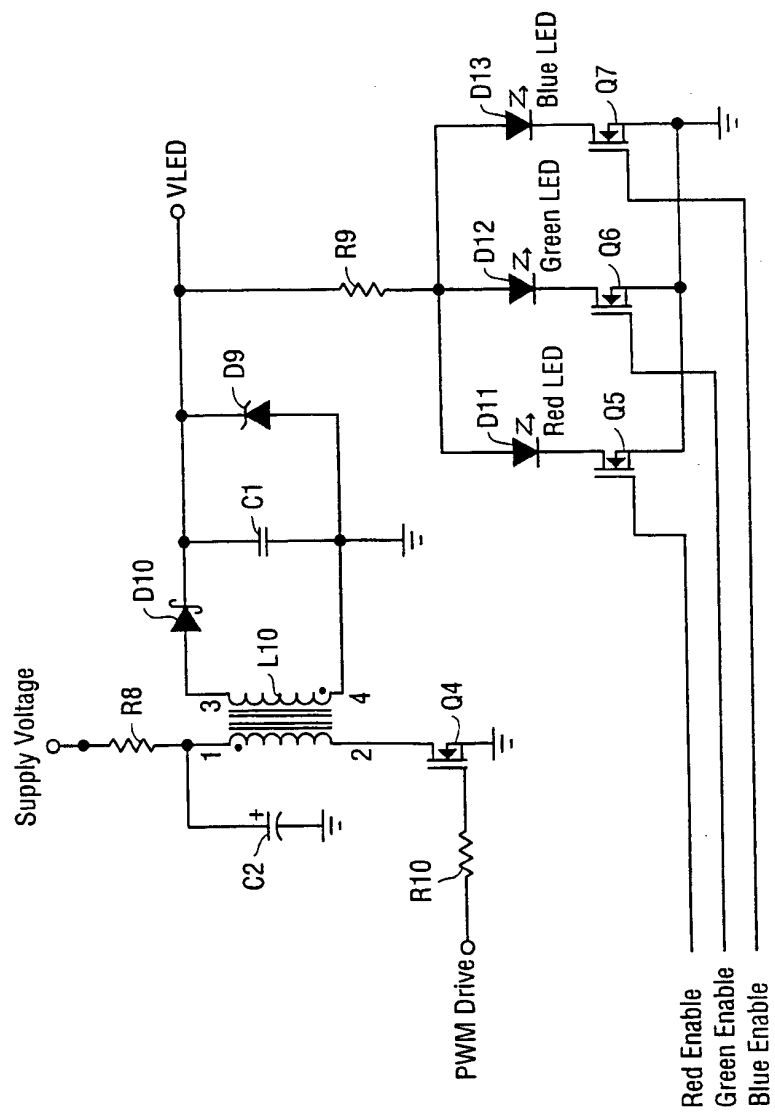 Supply Voltage
R8
C2
+
1
2
3
4
L10
D10
C1
D9
VLED
R9
PWM Drive
R10
Q4
D11
Red LED
Q5
D12
Green LED
Q6
D13
Blue LED
Q7
Red Enable
Green Enable
Blue Enable